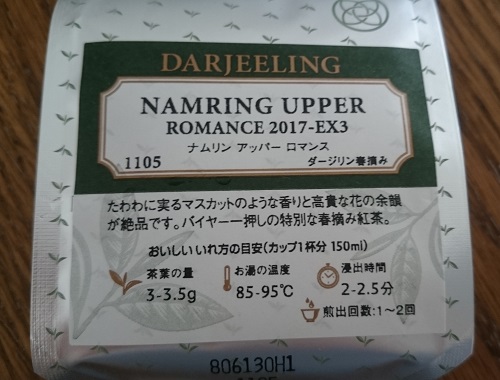 DARJEELING
NAMRING UPPER
ROMANCE 2017-EX3
ナムリン アッパー ロマンス
1105 ダージリン春摘み
たわわに実るマスカットのような香りと高貴な花の余韻
が絶品です。バイヤー一押しの特別な春摘み紅茶。
おいしい いれ方の目安(カップ1杯分 150ml)
茶葉の量 お湯の温度 浸出時間
3-3.5g 85-95℃ 2-2.5分
煎出回数:1~2回
806130H1